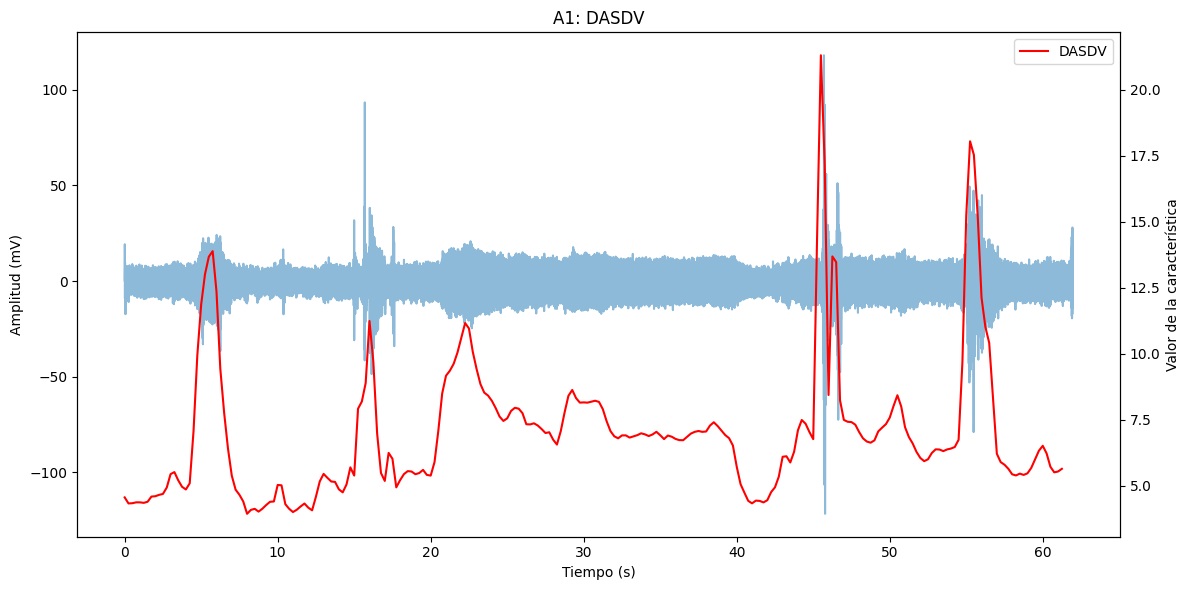 A1: DASDV
DASDV
100
50
0
−50
−100
Amplitud (mV)
20.0
17.5
15.0
12.5
10.0
7.5
5.0
Valor de la característica
0 10 20 30 40 50 60
Tiempo (s)